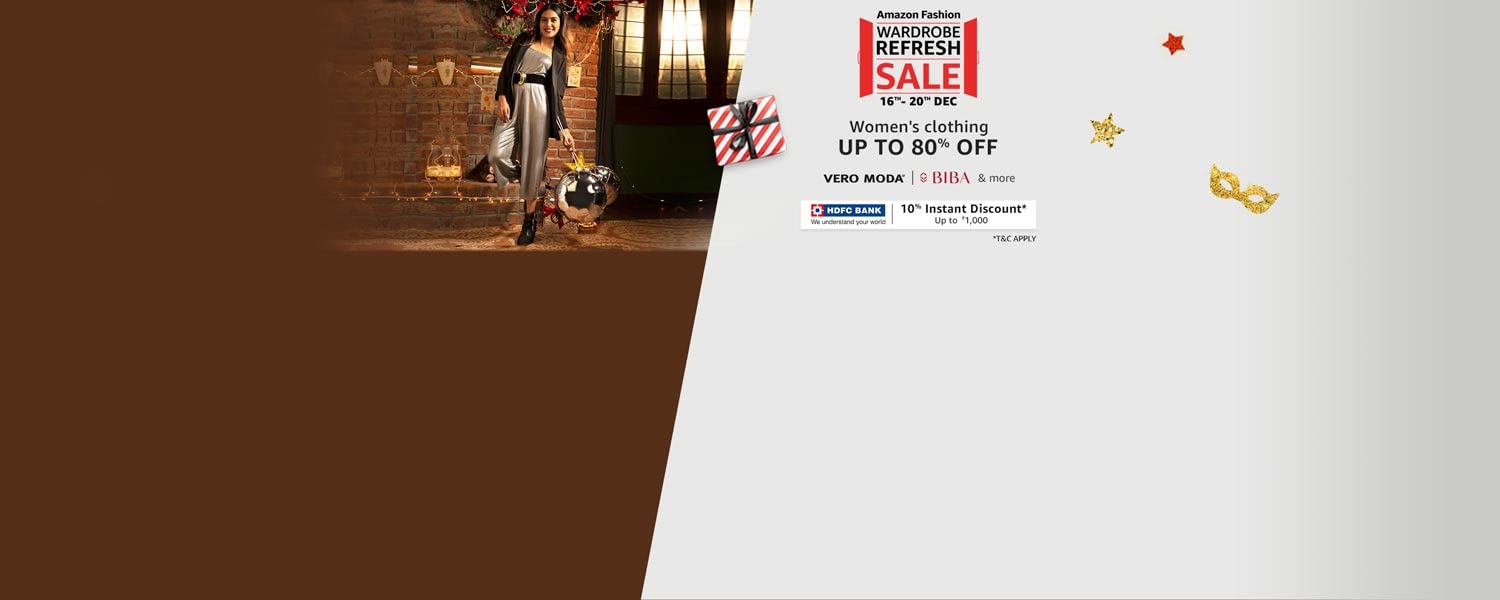 Amazon Fashion
WARDROBE
REFRESH
SALE
16TH- 20TH DEC
Women's clothing
UP TO 80% OFF
VERO MODA® | BIBA & more
HDFC BANK
We understand your world
10% Instant Discount*
Up to ₹1,000
*T&C APPLY